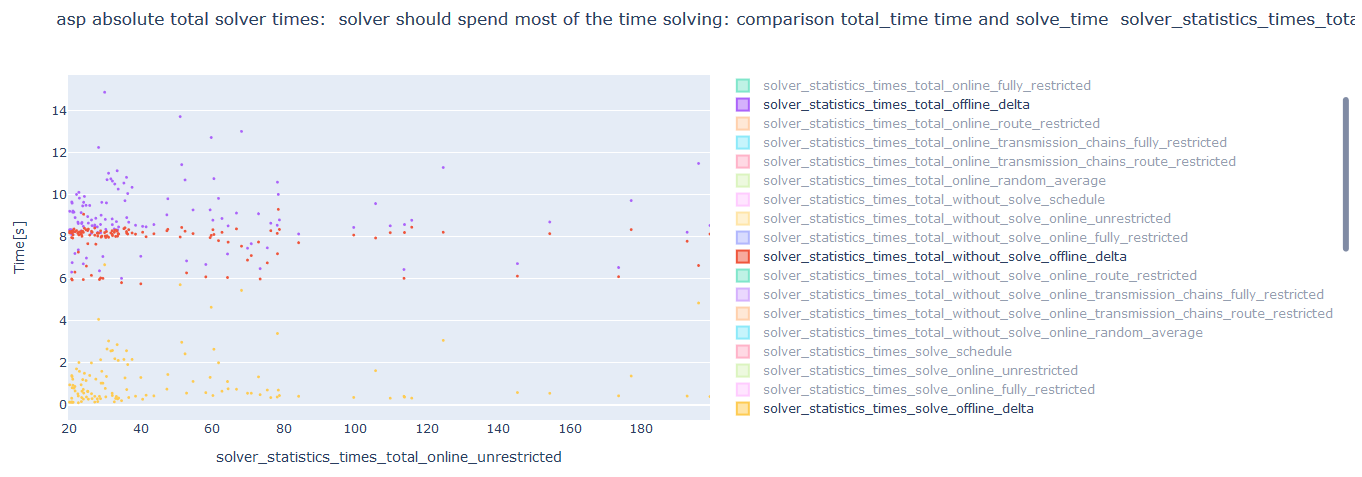 asp absolute total solver times:  solver should spend most of the time solving: comparison total_time time and solve_time  solver_statistics_times_tota
Time[s]
14
12
10
8
6
4
2
0
20 40 60 80 100 120 140 160 180
solver_statistics_times_total_online_unrestricted
solver_statistics_times_total_online_fully_restricted
solver_statistics_times_total_offline_delta
solver_statistics_times_total_online_route_restricted
solver_statistics_times_total_online_transmission_chains_fully_restricted
solver_statistics_times_total_online_transmission_chains_route_restricted
solver_statistics_times_total_online_random_average
solver_statistics_times_total_without_solve_schedule
solver_statistics_times_total_without_solve_online_unrestricted
solver_statistics_times_total_without_solve_online_fully_restricted
solver_statistics_times_total_without_solve_offline_delta
solver_statistics_times_total_without_solve_online_route_restricted
solver_statistics_times_total_without_solve_online_transmission_chains_fully_restricted
solver_statistics_times_total_without_solve_online_transmission_chains_route_restricted
solver_statistics_times_total_without_solve_online_random_average
solver_statistics_times_solve_schedule
solver_statistics_times_solve_online_unrestricted
solver_statistics_times_solve_online_fully_restricted
solver_statistics_times_solve_offline_delta